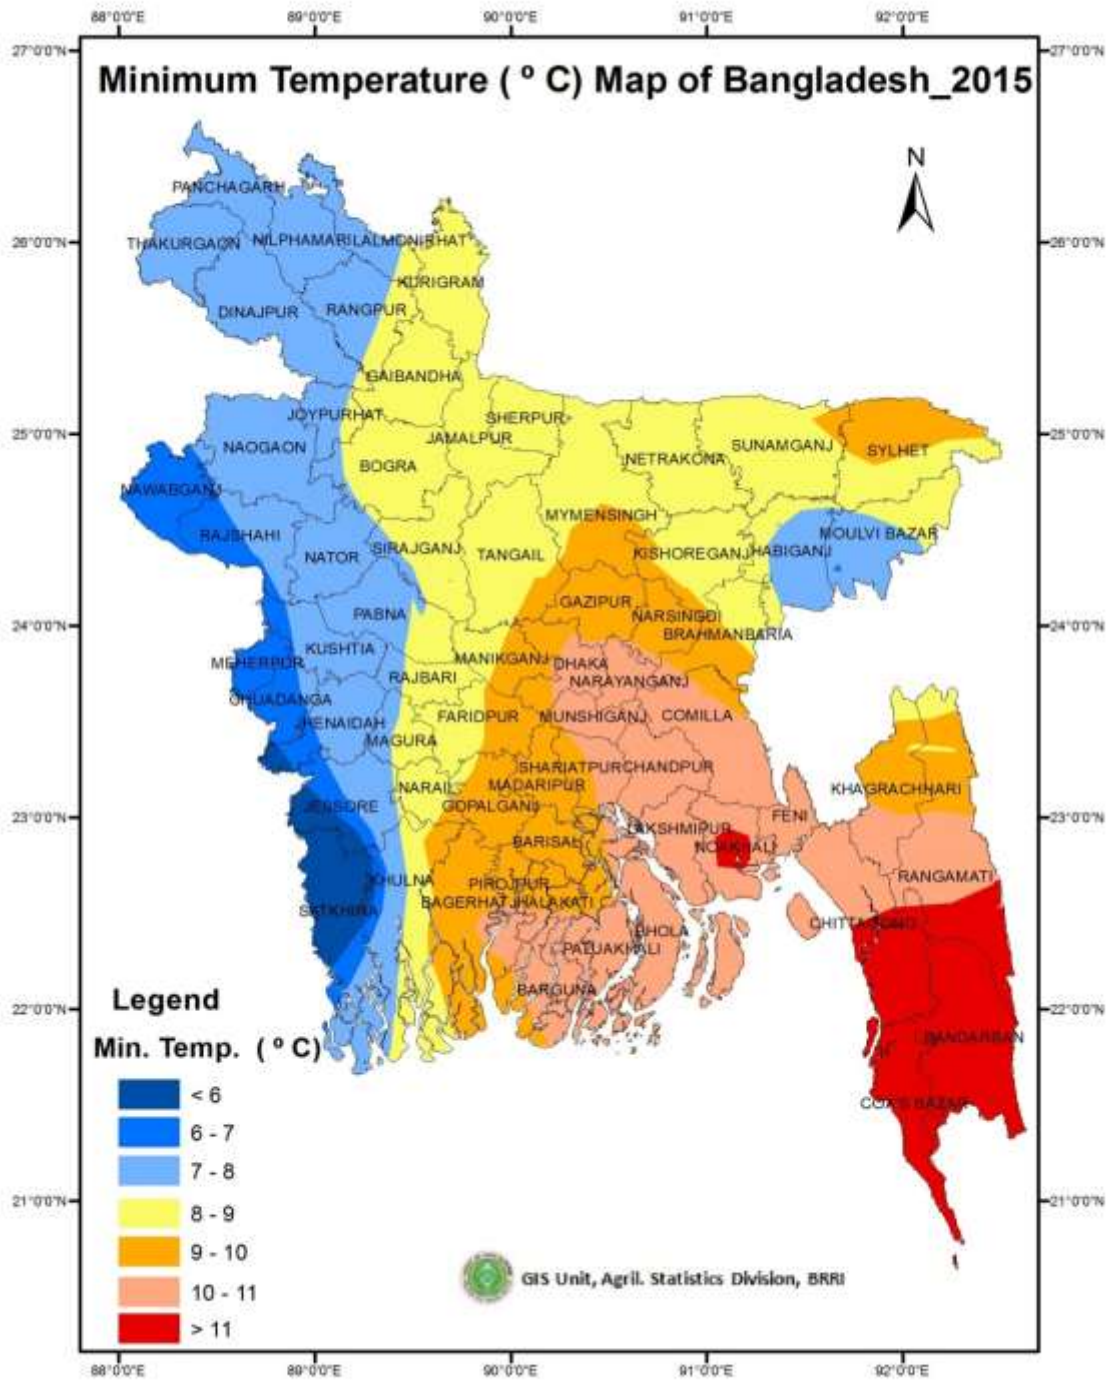 88°0'0"E 89°0'0"E 90°0'0"E 91°0'0"E 92°0'0"E
27°0'0"N 27°0'0"N
Minimum Temperature ( º C) Map of Bangladesh_2015
N
PANCHAGARH
26°0'0"N THAKURGAON NILPHAMARI LALMONIRHAT 26°0'0"N
KURIGRAM
DINAJPUR RANGPUR
GAIBANDHA
JOYPURHAT SHERPUR
25°0'0"N NAOGAON JAMALPUR SUNAMGANJ SYLHET 25°0'0"N
BOGRA NETRAKONA
NAWABGANJ
MYMENSINGH
RAJSHAHI NATOR SIRAJGANJ TANGAIL KISHOREGANJ HABIGANJ MOULVI BAZAR
GAZIPUR
PABNA NARSINGDI
24°0'0"N BRAHMANBARIA 24°0'0"N
KUSHTIA
MEHERPUR MANIKGANJ DHAKA
RAJBARI NARAYANGANJ
CHUADANGA
JHENAIDAH FARIDPUR MUNSHIGANJ COMILLA
MAGURA
SHARIATPUR CHANDPUR
NARAIL MADARIPUR KHAGRACHHARI
JESSORE GOPALGANJ
23°0'0"N FENI 23°0'0"N
LAKSHMIPUR
BARISAL NOAKHALI
KHULNA PIROJPUR RANGAMATI
SATKHIRA BAGERHAT JHALAKATI
CHITTAGONG
BHOLA
PATUAKHALI
BARGUNA
22°0'0"N 22°0'0"N
BANDARBAN
COX'S BAZAR
Legend
Min. Temp. ( º C)
< 6
6 - 7
7 - 8
21°0'0"N 21°0'0"N
8 - 9
9 - 10
10 - 11
> 11
GIS Unit, Agril. Statistics Division, BRRI
88°0'0"E 89°0'0"E 90°0'0"E 91°0'0"E 92°0'0"E